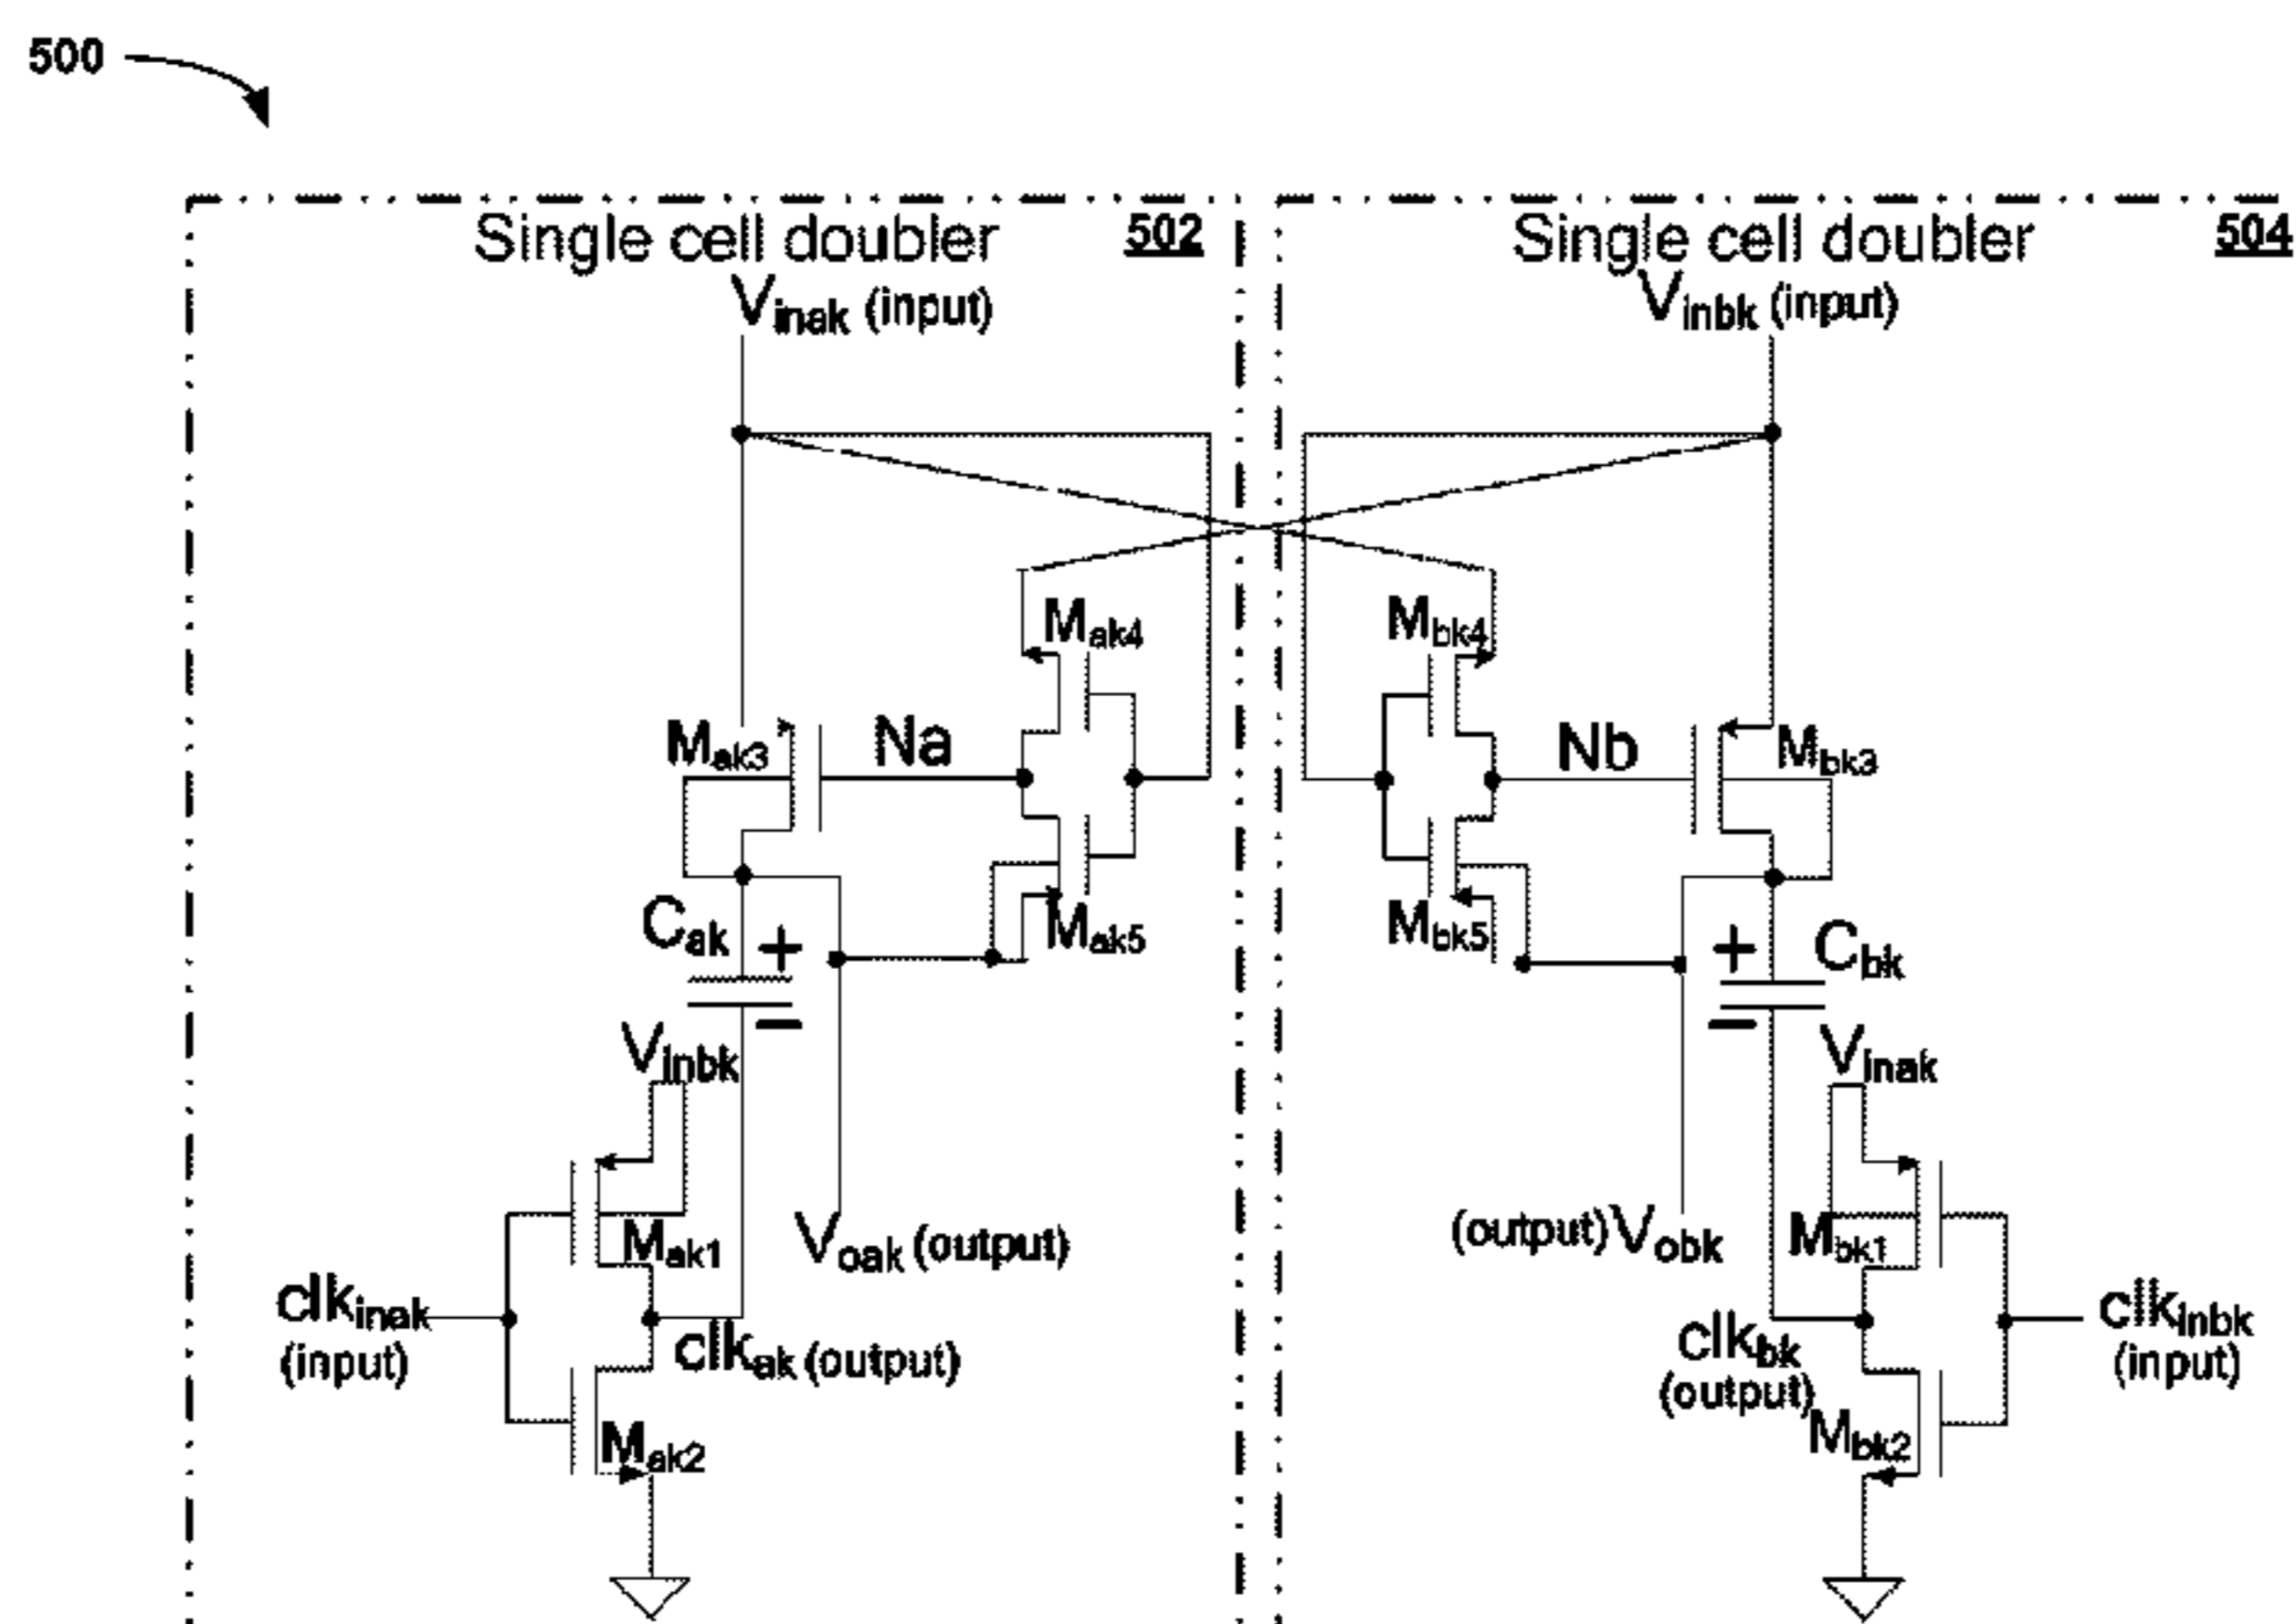 500
Single cell doubler 502
Single cell doubler 504
Vinak (input)
Vinbk (input)
Mak4
Mbk4
Mak3
Na
Nb
Mbk3
Cak
+
Mak5
Mbk5
+
Cbk
−
−
Vinbk
Vinak
Mak1
Voak (output)
(output) Vobk
Mbk1
clkinak
(input)
clkak (output)
clkbk
(output)
clkinbk
(input)
Mak2
Mbk2